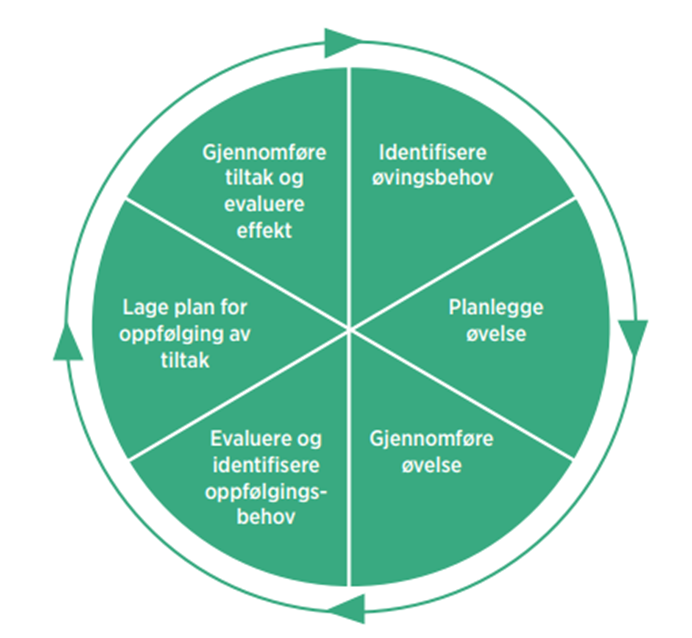 Identifisere
øvingsbehov
Planlegge
øvelse
Gjennomføre
øvelse
Evaluere og
identifisere
oppfølgings-
behov
Lage plan for
oppfølging av
tiltak
Gjennomføre
tiltak og
evaluere
effekt